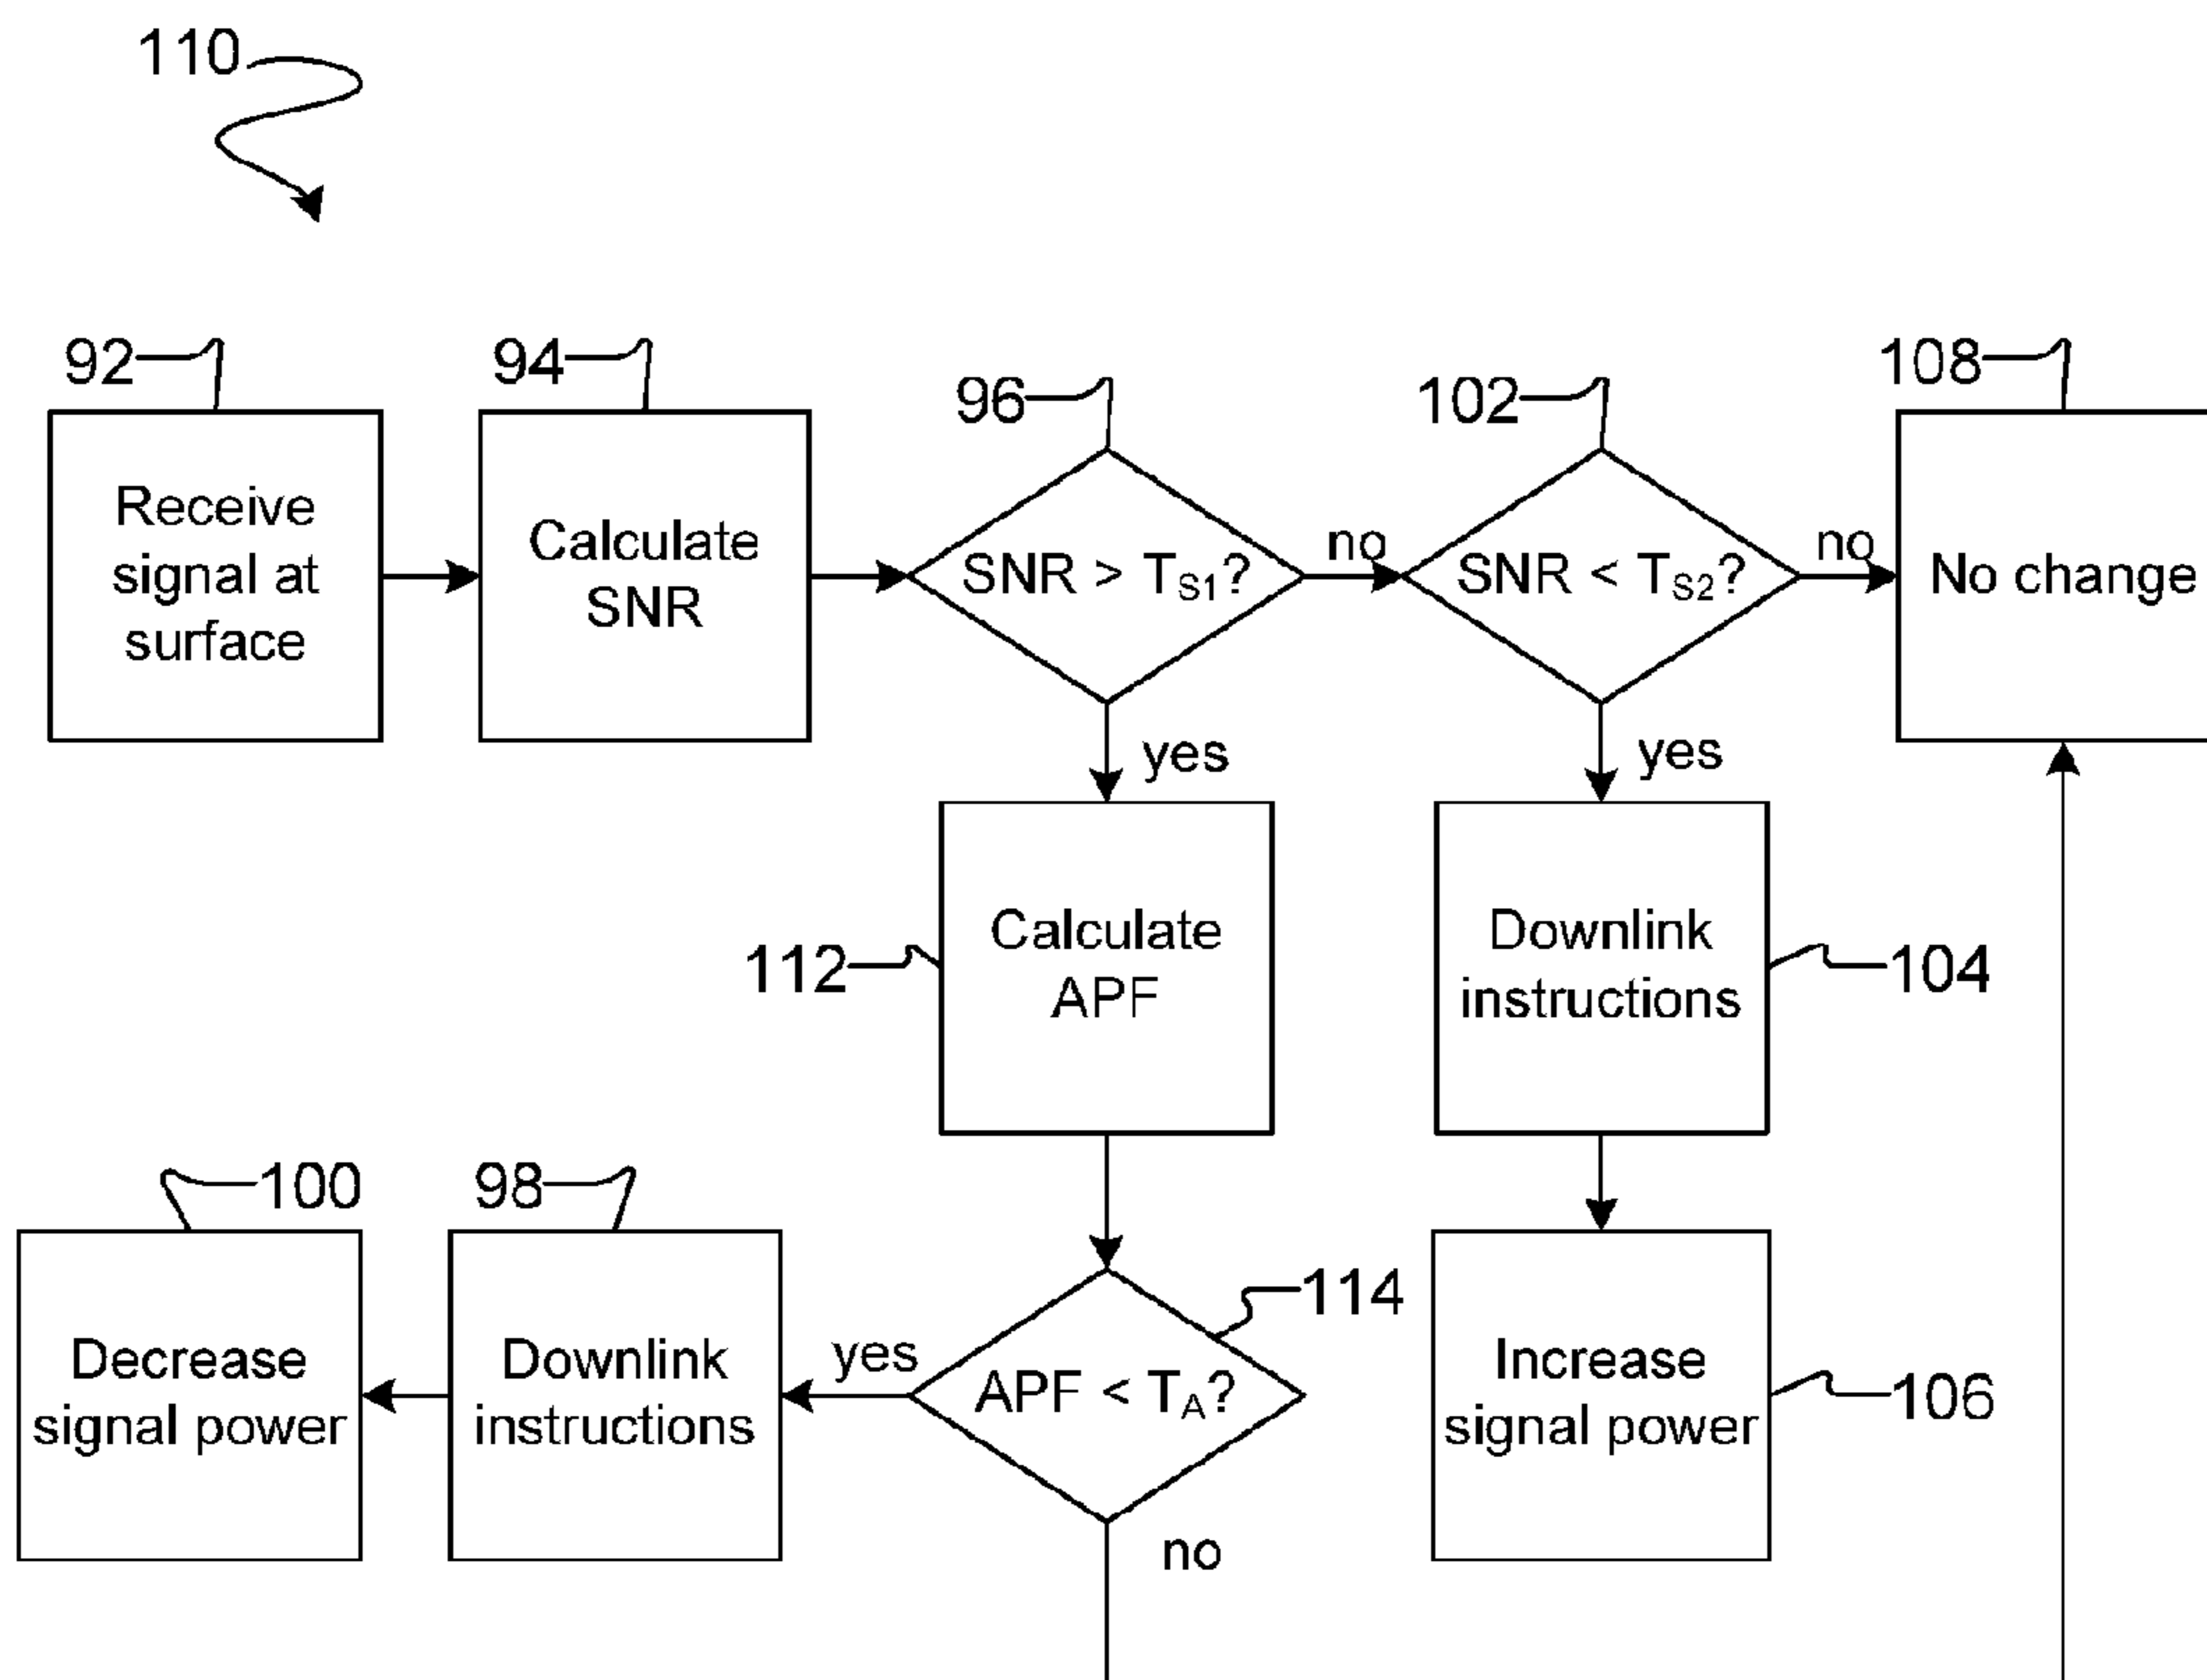 110
92
94
96
102
108
Receive
signal at
surface
Calculate
SNR
SNR > TS1?
no
SNR < TS2?
no
No change
yes
yes
112
Calculate
APF
Downlink
instructions
104
100
98
114
Decrease
signal power
Downlink
instructions
yes
APF < TA?
Increase
signal power
106
no